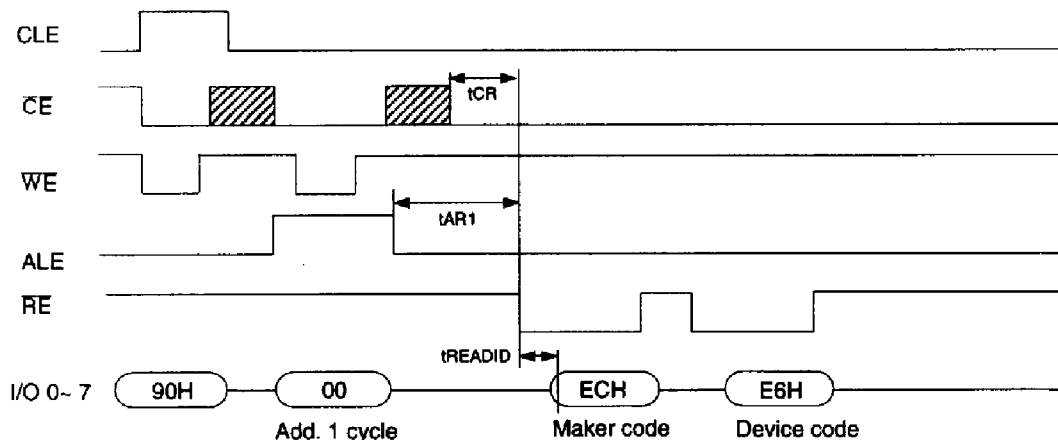 CLE
CE
tCR
WE
tAR1
ALE
RE
tREADID
I/O 0~ 7
90H
00
ECH
E6H
Add. 1 cycle
Maker code
Device code